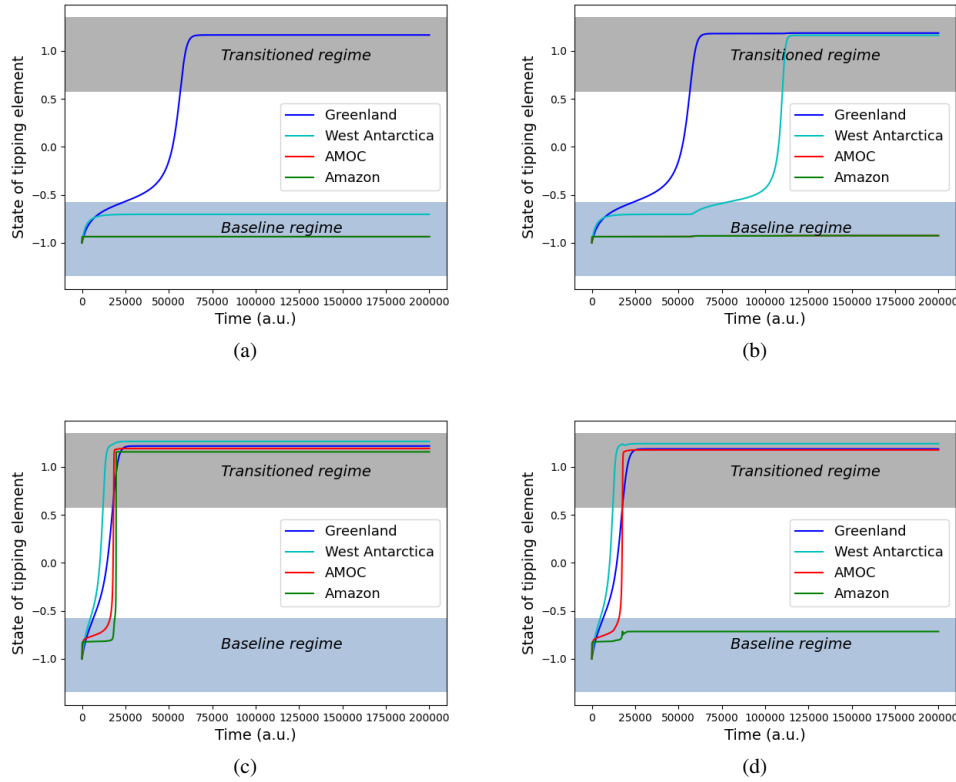 State of tipping element
1.0
0.5
0.0
−0.5
−1.0
Transitioned regime
Greenland
West Antarctica
AMOC
Amazon
Baseline regime
0 25000 50000 75000 100000 125000 150000 175000 200000
Time (a.u.)
(a)
State of tipping element
1.0
0.5
0.0
−0.5
−1.0
Transitioned regime
Greenland
West Antarctica
AMOC
Amazon
Baseline regime
0 25000 50000 75000 100000 125000 150000 175000 200000
Time (a.u.)
(b)
State of tipping element
1.0
0.5
0.0
−0.5
−1.0
Transitioned regime
Greenland
West Antarctica
AMOC
Amazon
Baseline regime
0 25000 50000 75000 100000 125000 150000 175000 200000
Time (a.u.)
(c)
State of tipping element
1.0
0.5
0.0
−0.5
−1.0
Transitioned regime
Greenland
West Antarctica
AMOC
Amazon
Baseline regime
0 25000 50000 75000 100000 125000 150000 175000 200000
Time (a.u.)
(d)